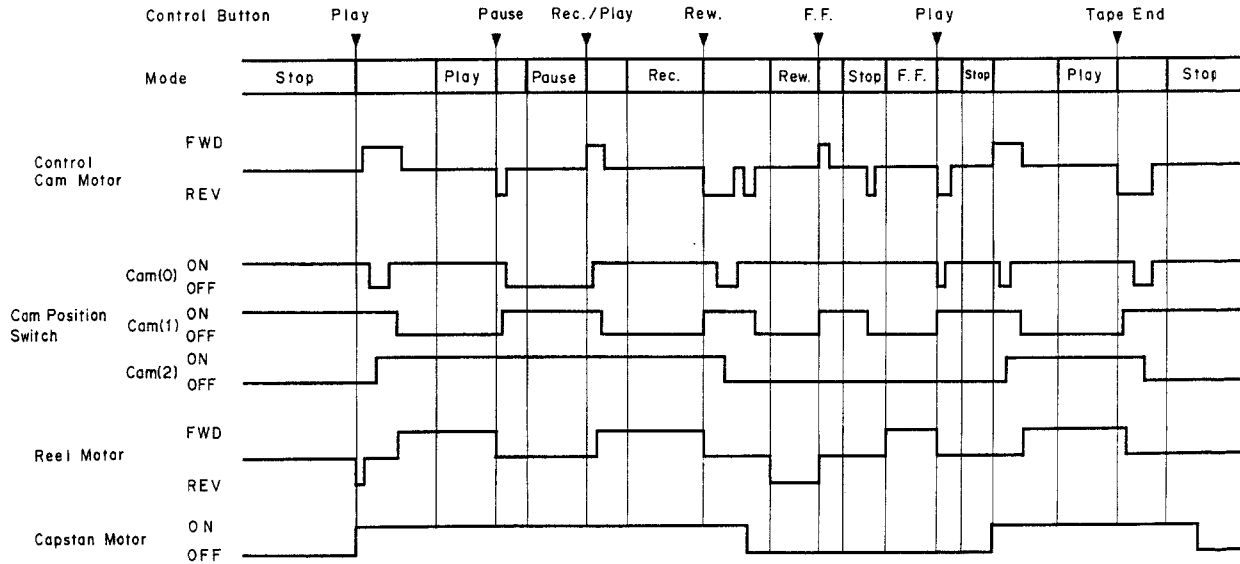 Control Button Play Pause Rec./Play Rew. F.F. Play Tape End
Mode Stop Play Pause Rec. Rew. Stop F.F. Stop Play Stop
FWD
Control
Cam Motor
REV
Cam(0) ON
OFF
Cam Position
Switch
Cam(1) ON
OFF
Cam(2) ON
OFF
FWD
Reel Motor
REV
ON
Capstan Motor
OFF